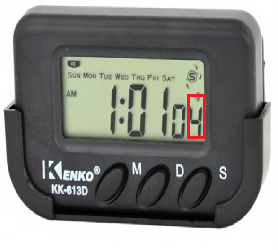 SUN MON TUE WED THU FRI SAT S
AM 1:01 04
KENKO®
KK-613D
M D S